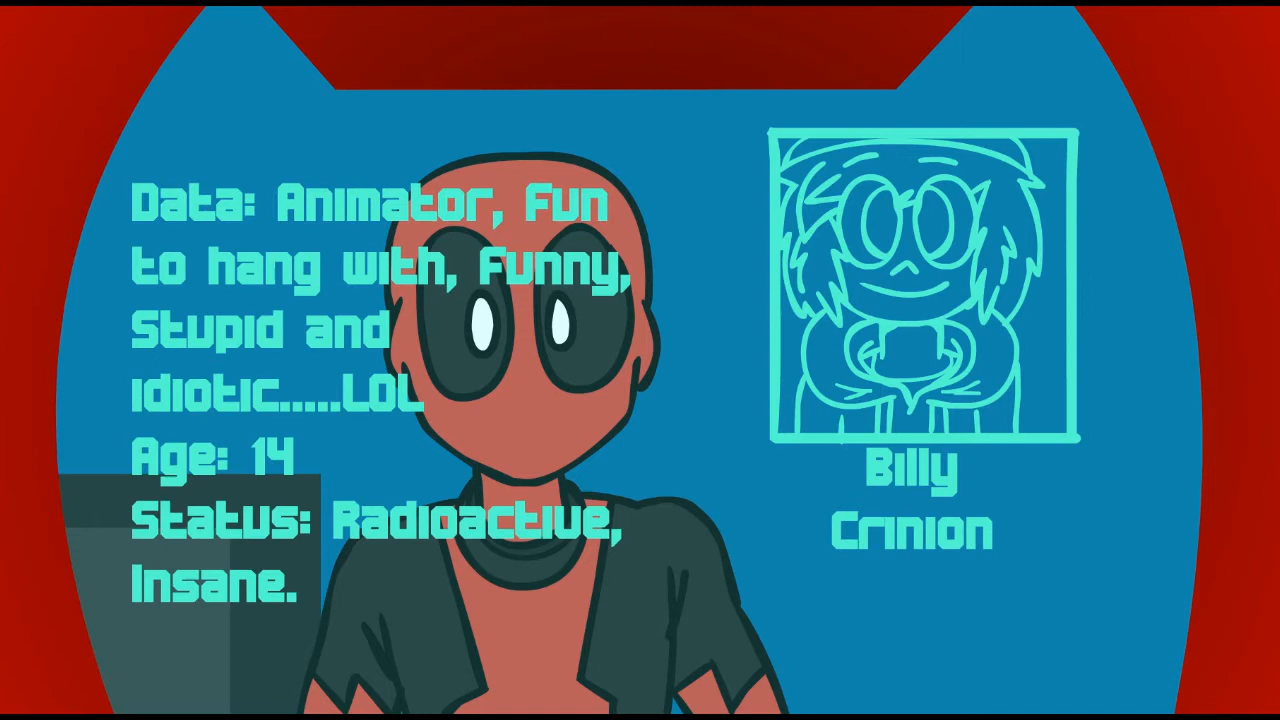 Data: Animator, Fun
to hang with, Funny,
Stupid and
idiotic.....LOL
Age: 14
Status: Radioactive,
Insane.
Billy
Crinion